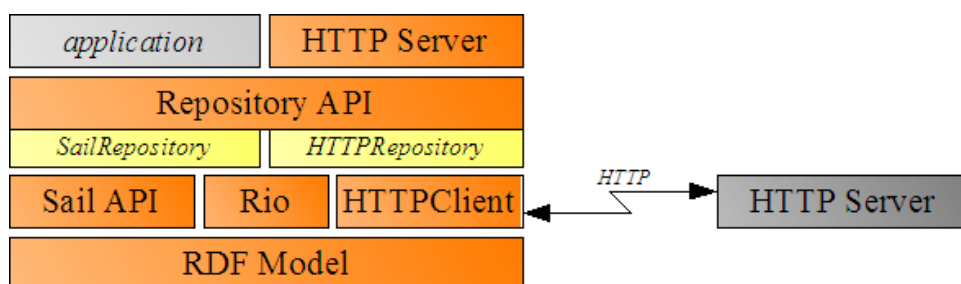 application
HTTP Server
Repository API
SailRepository
HTTPRepository
Sail API
Rio
HTTPClient
HTTP
HTTP Server
RDF Model